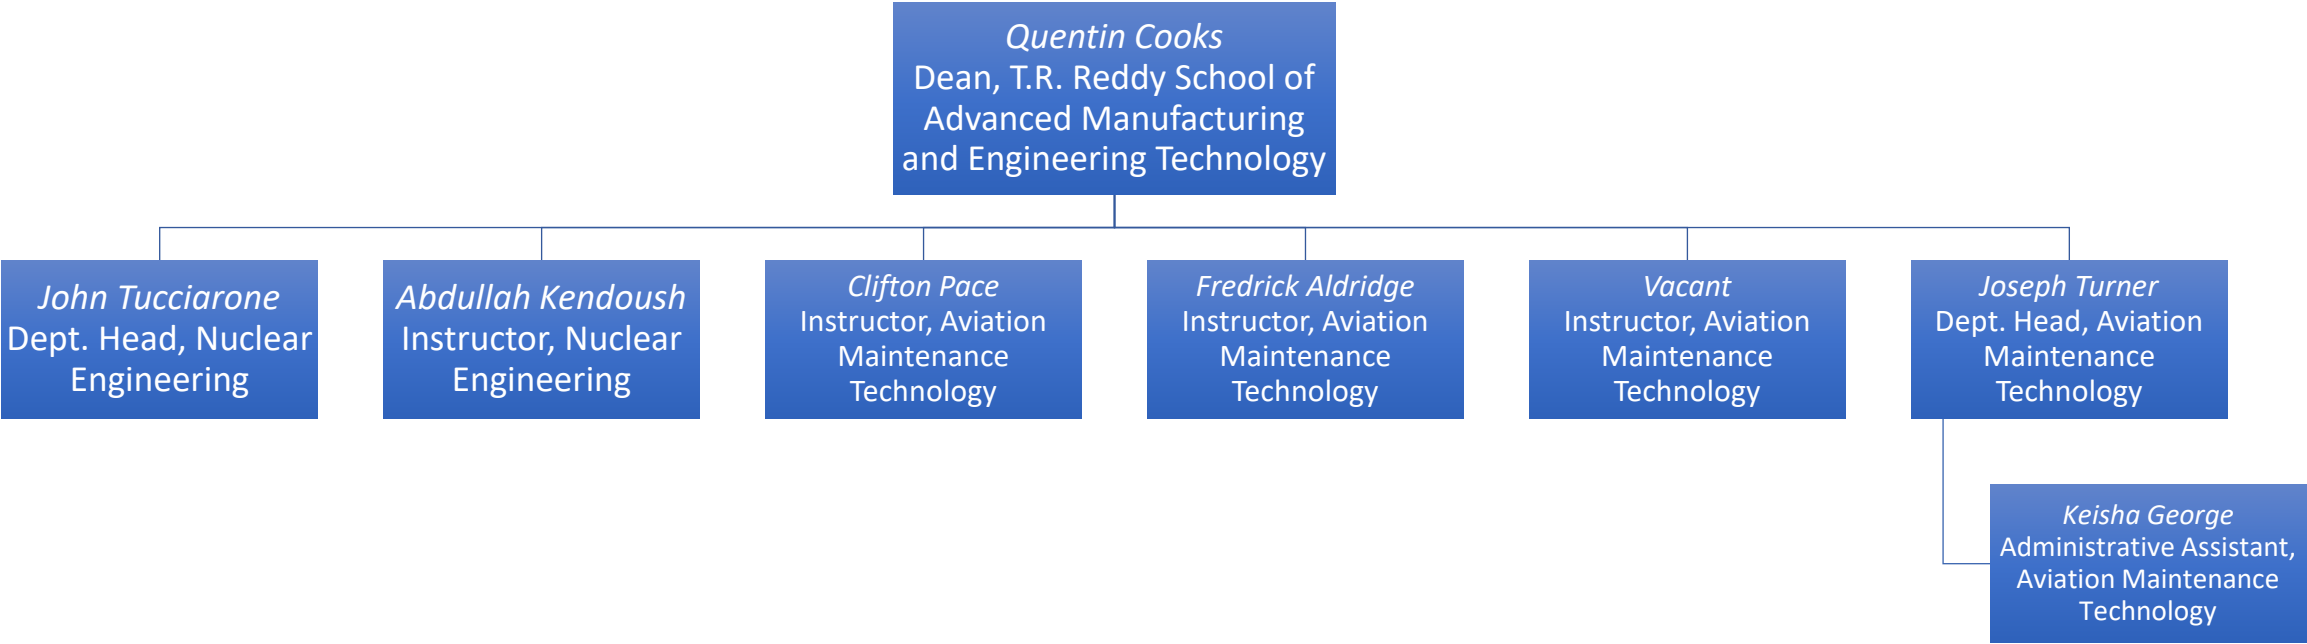 Quentin Cooks
Dean, T.R. Reddy School of
Advanced Manufacturing
and Engineering Technology
John Tucciarone
Dept. Head, Nuclear
Engineering
Abdullah Kendoush
Instructor, Nuclear
Engineering
Clifton Pace
Instructor, Aviation
Maintenance
Technology
Fredrick Aldridge
Instructor, Aviation
Maintenance
Technology
Vacant
Instructor, Aviation
Maintenance
Technology
Joseph Turner
Dept. Head, Aviation
Maintenance
Technology
Keisha George
Administrative Assistant,
Aviation Maintenance
Technology